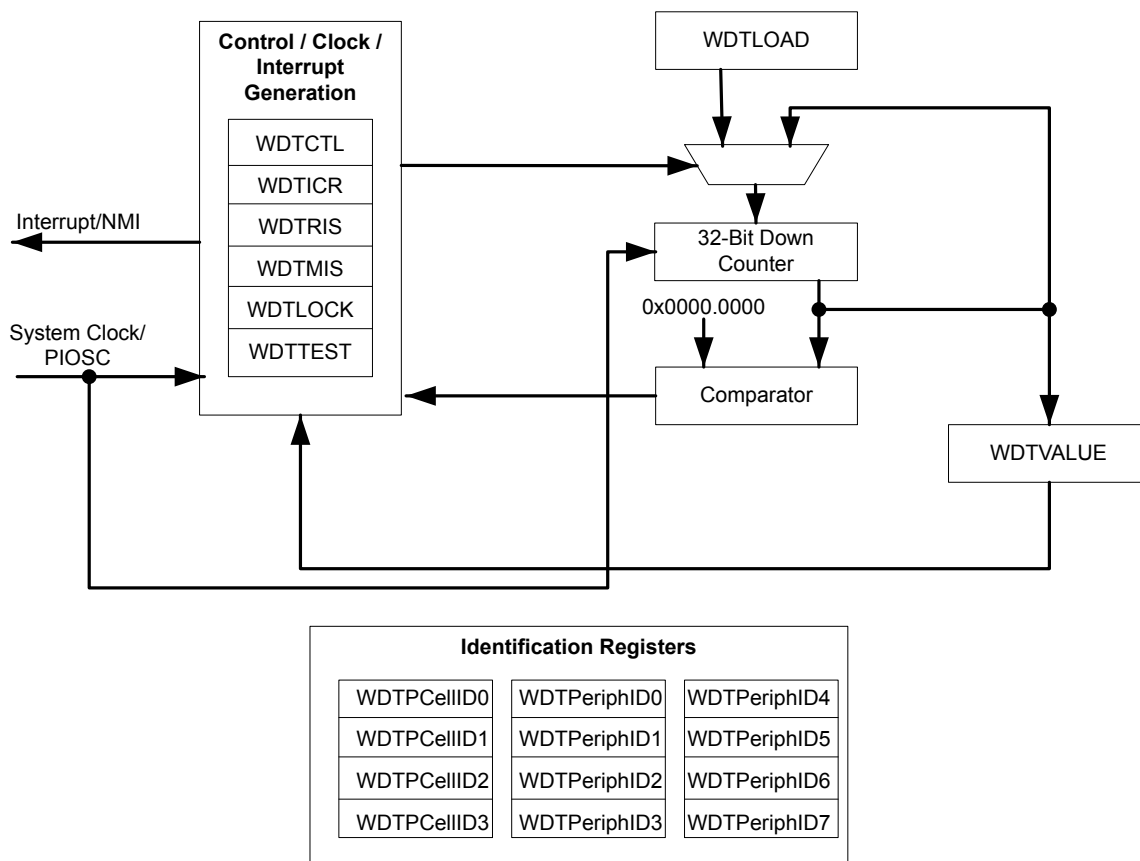 Control / Clock /
Interrupt
Generation
WDTCTL
WDTICR
WDTRIS
WDTMIS
WDTLOCK
WDTTEST
Interrupt/NMI
System Clock/
PIOSC
WDTLOAD
32-Bit Down
Counter
0x0000.0000
Comparator
WDTVALUE
Identification Registers
WDTPCellID0
WDTPCellID1
WDTPCellID2
WDTPCellID3
WDTPeriphID0
WDTPeriphID1
WDTPeriphID2
WDTPeriphID3
WDTPeriphID4
WDTPeriphID5
WDTPeriphID6
WDTPeriphID7